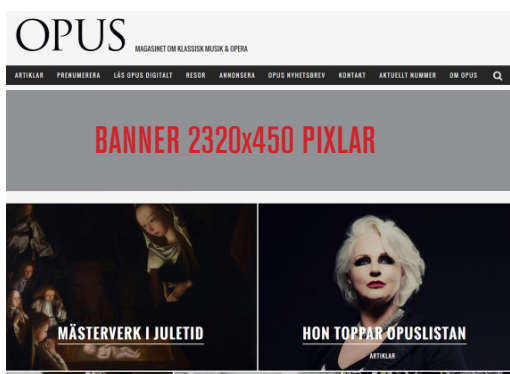 OPUS
MAGASINET OM KLASSISK MUSIK & OPERA
ARTIKLAR PRENUMERERA LÄS OPUS DIGITALT RESOR ANNONSERA OPUS NYHETSBREV KONTAKT AKTUELLT NUMMER OM OPUS
BANNER 2320x450 PIXLAR
MÄSTERVERK I JULETID
HON TOPPAR OPUSLISTAN
ARTIKLAR